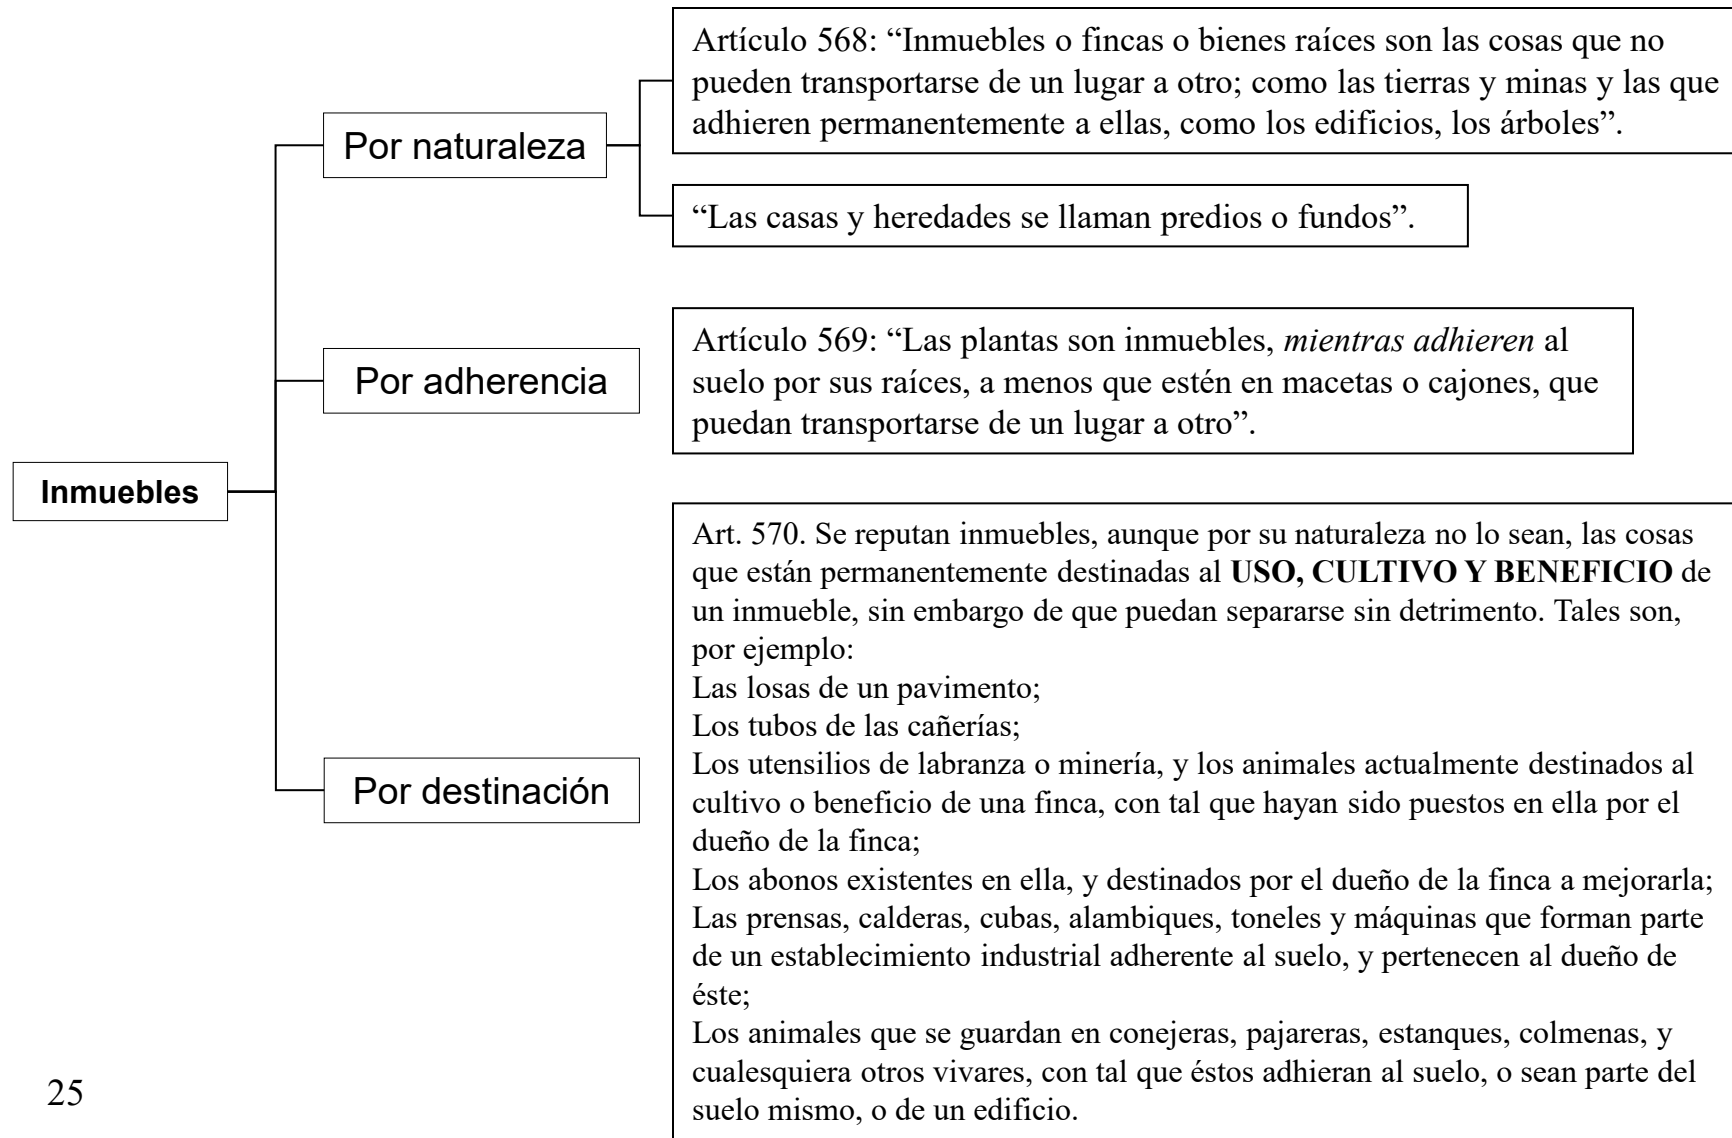 Inmuebles
Por naturaleza
Artículo 568: “Inmuebles o fincas o bienes raíces son las cosas que no
pueden transportarse de un lugar a otro; como las tierras y minas y las que
adhieren permanentemente a ellas, como los edificios, los árboles”.
“Las casas y heredades se llaman predios o fundos”.
Por adherencia
Artículo 569: “Las plantas son inmuebles, mientras adhieren al
suelo por sus raíces, a menos que estén en macetas o cajones, que
puedan transportarse de un lugar a otro”.
Por destinación
Art. 570. Se reputan inmuebles, aunque por su naturaleza no lo sean, las cosas
que están permanentemente destinadas al USO, CULTIVO Y BENEFICIO de
un inmueble, sin embargo de que puedan separarse sin detrimento. Tales son,
por ejemplo:
Las losas de un pavimento;
Los tubos de las cañerías;
Los utensilios de labranza o minería, y los animales actualmente destinados al
cultivo o beneficio de una finca, con tal que hayan sido puestos en ella por el
dueño de la finca;
Los abonos existentes en ella, y destinados por el dueño de la finca a mejorarla;
Las prensas, calderas, cubas, alambiques, toneles y máquinas que forman parte
de un establecimiento industrial adherente al suelo, y pertenecen al dueño de
éste;
Los animales que se guardan en conejeras, pajareras, estanques, colmenas, y
cualesquiera otros vivares, con tal que éstos adhieran al suelo, o sean parte del
suelo mismo, o de un edificio.
25